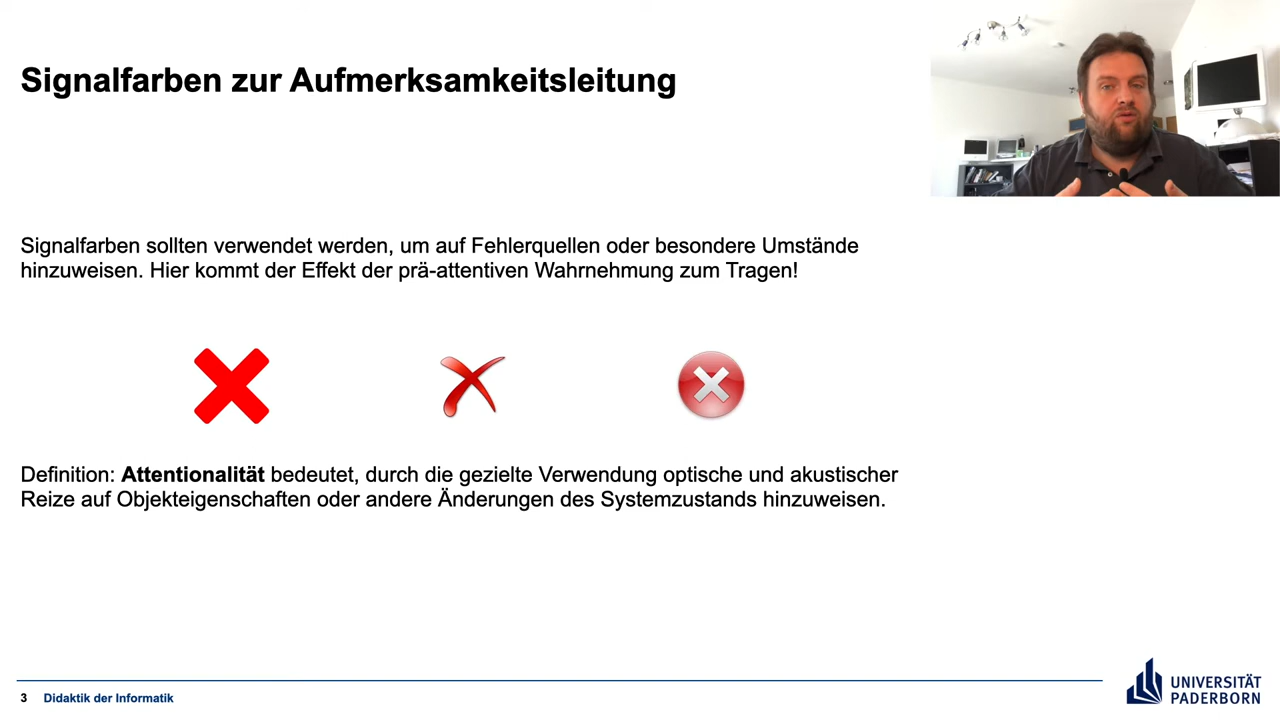 Signalfarben zur Aufmerksamkeitsleitung
Signalfarben sollten verwendet werden, um auf Fehlerquellen oder besondere Umstände
hinzuweisen. Hier kommt der Effekt der prä-attentiven Wahrnehmung zum Tragen!
Definition: Attentionalität bedeutet, durch die gezielte Verwendung optische und akustischer
Reize auf Objekteigenschaften oder andere Änderungen des Systemzustands hinzuweisen.
3 Didaktik der Informatik
UNIVERSITÄT
PADERBORN